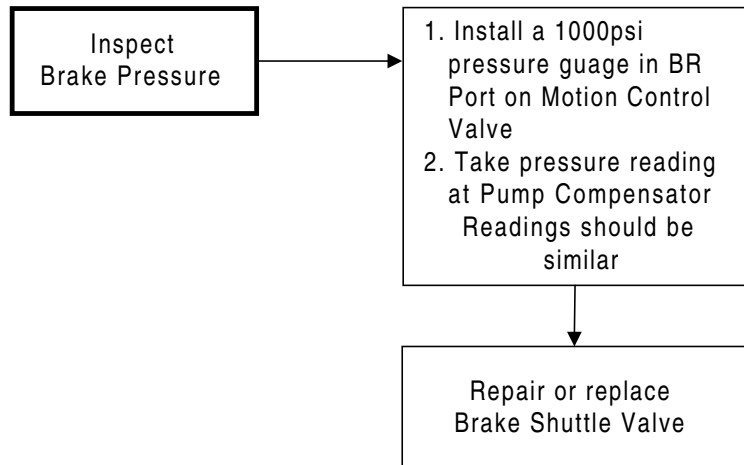 Inspect
Brake Pressure
1. Install a 1000psi
pressure guage in BR
Port on Motion Control
Valve
2. Take pressure reading
at Pump Compensator
Readings should be
similar
Repair or replace
Brake Shuttle Valve